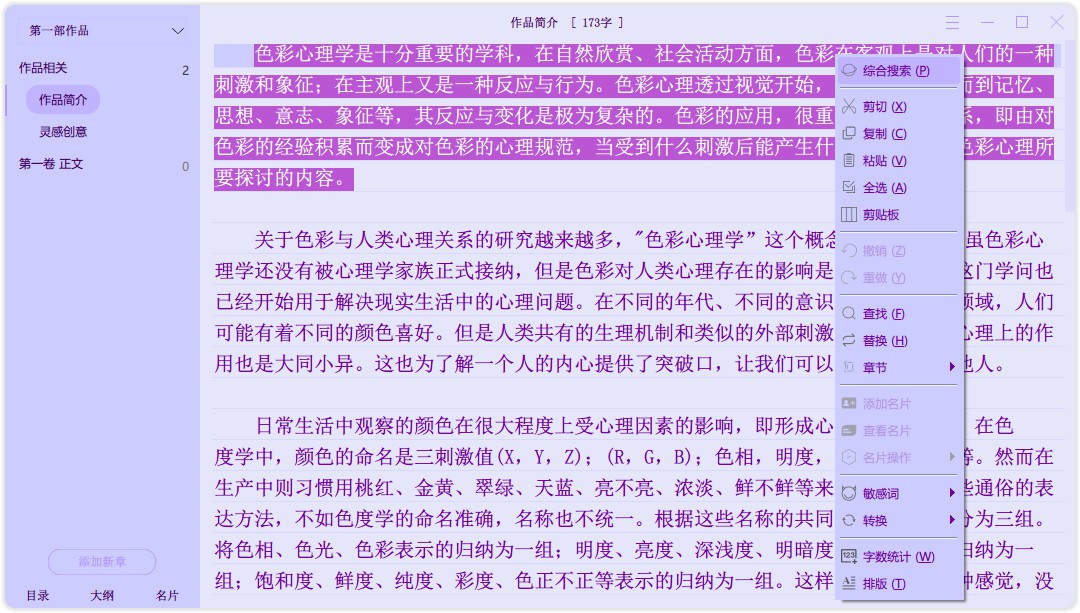 第一部作品
作品简介 [ 173字 ]
作品相关 2
作品简介
灵感创意
第一卷 正文 0
添加新章
目录 大纲 名片
色彩心理学是十分重要的学科，在自然欣赏、社会活动方面，色彩在客观上是对人们的一种
刺激和象征；在主观上又是一种反应与行为。色彩心理透过视觉开始， 而到记忆、
思想、意志、象征等，其反应与变化是极为复杂的。色彩的应用，很重 系，即由对
色彩的经验积累而变成对色彩的心理规范，当受到什么刺激后能产生什 色彩心理所
要探讨的内容。
关于色彩与人类心理关系的研究越来越多，"色彩心理学”这个概念 虽色彩心
理学还没有被心理学家族正式接纳，但是色彩对人类心理存在的影响是 这门学问也
已经开始用于解决现实生活中的心理问题。在不同的年代、不同的意识 领域，人们
可能有着不同的颜色喜好。但是人类共有的生理机制和类似的外部刺激 心理上的作
用也是大同小异。这也为了解一个人的内心提供了突破口，让我们可以 他人。
日常生活中观察的颜色在很大程度上受心理因素的影响，即形成心 在色
度学中，颜色的命名是三刺激值(X，Y，Z)；(R，G，B)；色相，明度， 等。然而在
生产中则习惯用桃红、金黄、翠绿、天蓝、亮不亮、浓淡、鲜不鲜等来 些通俗的表
达方法，不如色度学的命名准确，名称也不统一。根据这些名称的共同 分为三组。
将色相、色光、色彩表示的归纳为一组；明度、亮度、深浅度、明暗度 归纳为一
组；饱和度、鲜度、纯度、彩度、色正不正等表示的归纳为一组。这样 种感觉，没
综合搜索 (P)
剪切 (X)
复制 (C)
粘贴 (V)
全选 (A)
剪贴板
撤销 (Z)
重做 (Y)
查找 (F)
替换 (H)
章节
添加名片
查看名片
名片操作
敏感词
转换
字数统计 (W)
排版 (T)